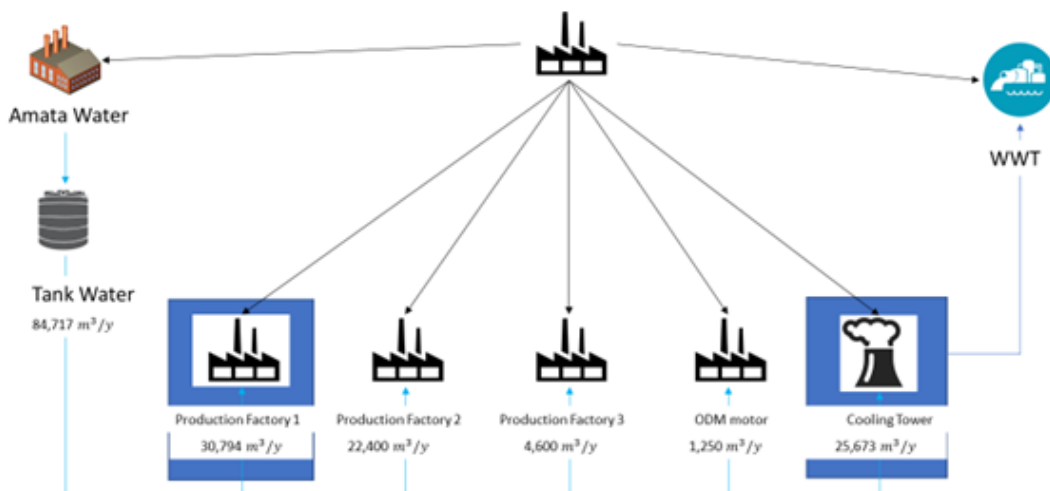 Amata Water
WWT
Tank Water
84,717 m³/y
Production Factory 1
30,794 m³/y
Production Factory 2
22,400 m³/y
Production Factory 3
4,600 m³/y
ODM motor
1,250 m³/y
Cooling Tower
25,673 m³/y